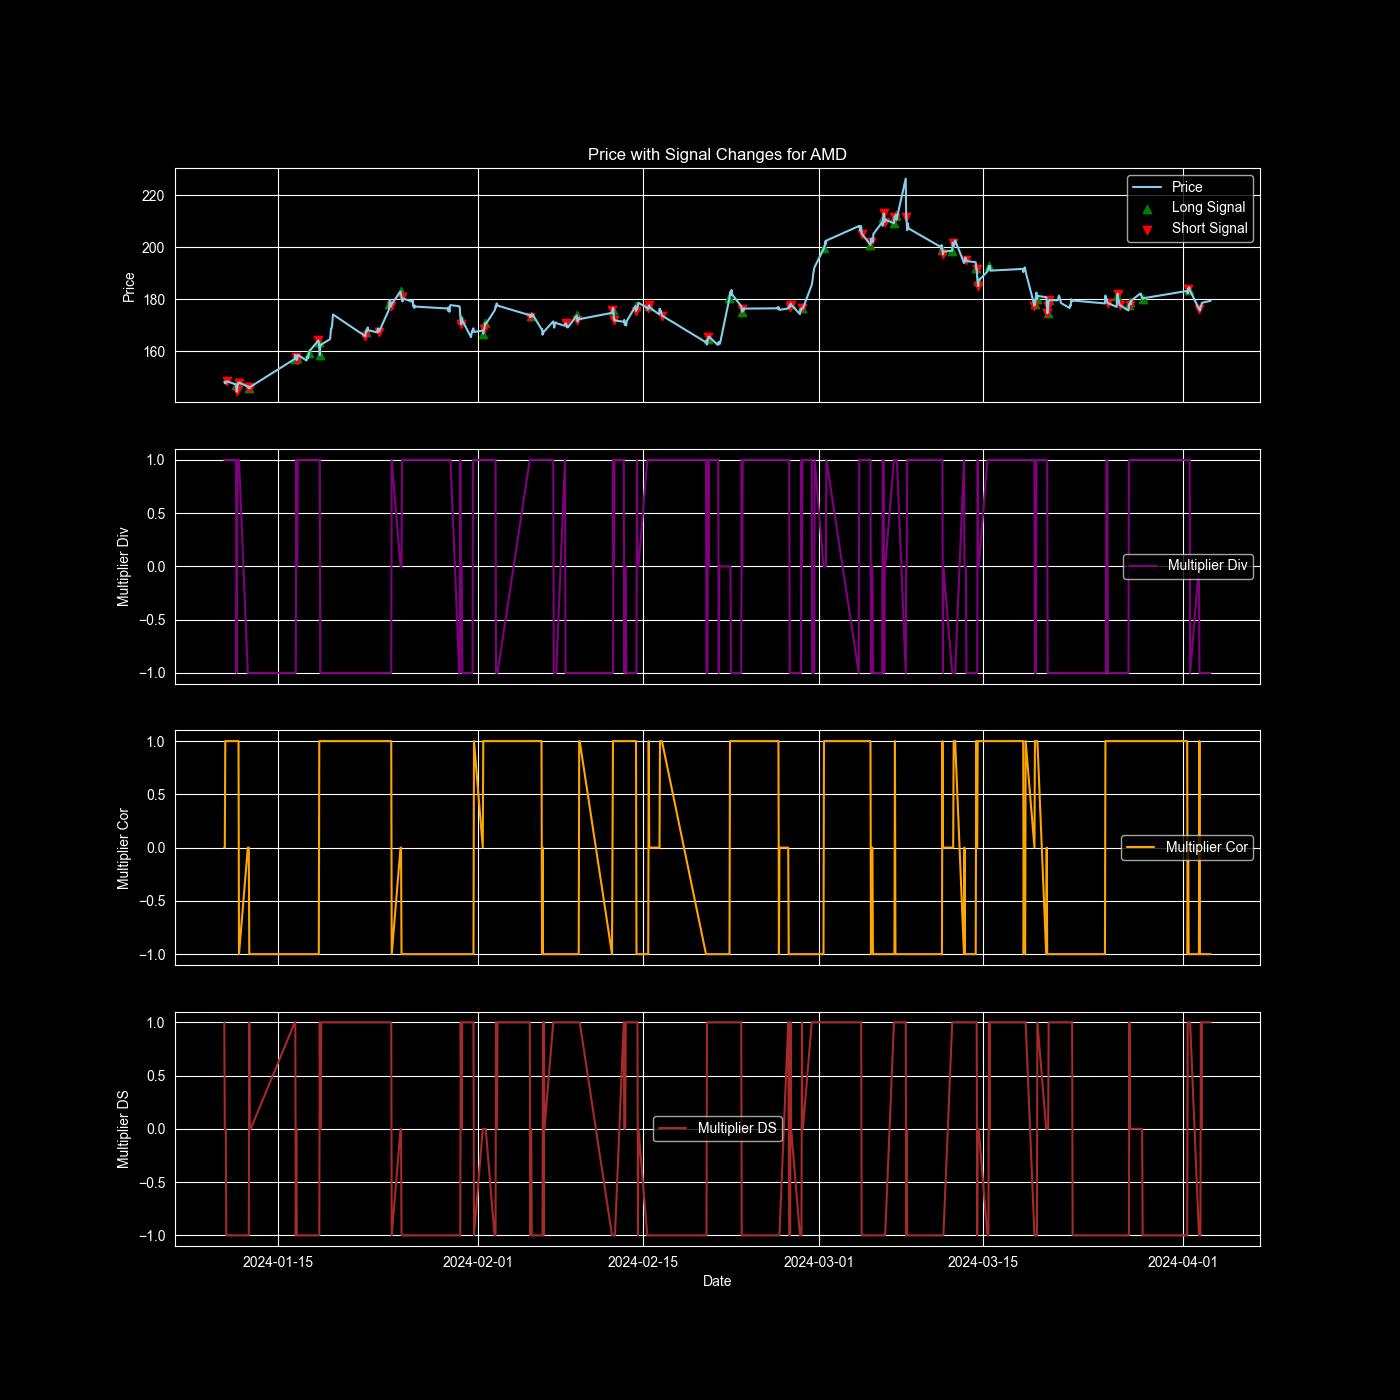 Price with Signal Changes for AMD
220
200
180
160
Price
Price
Long Signal
Short Signal
1.0
0.5
0.0
−0.5
−1.0
Multiplier Div
Multiplier Div
1.0
0.5
0.0
−0.5
−1.0
Multiplier Cor
Multiplier Cor
1.0
0.5
0.0
−0.5
−1.0
Multiplier DS
Multiplier DS
2024-01-15 2024-02-01 2024-02-15 2024-03-01 2024-03-15 2024-04-01
Date